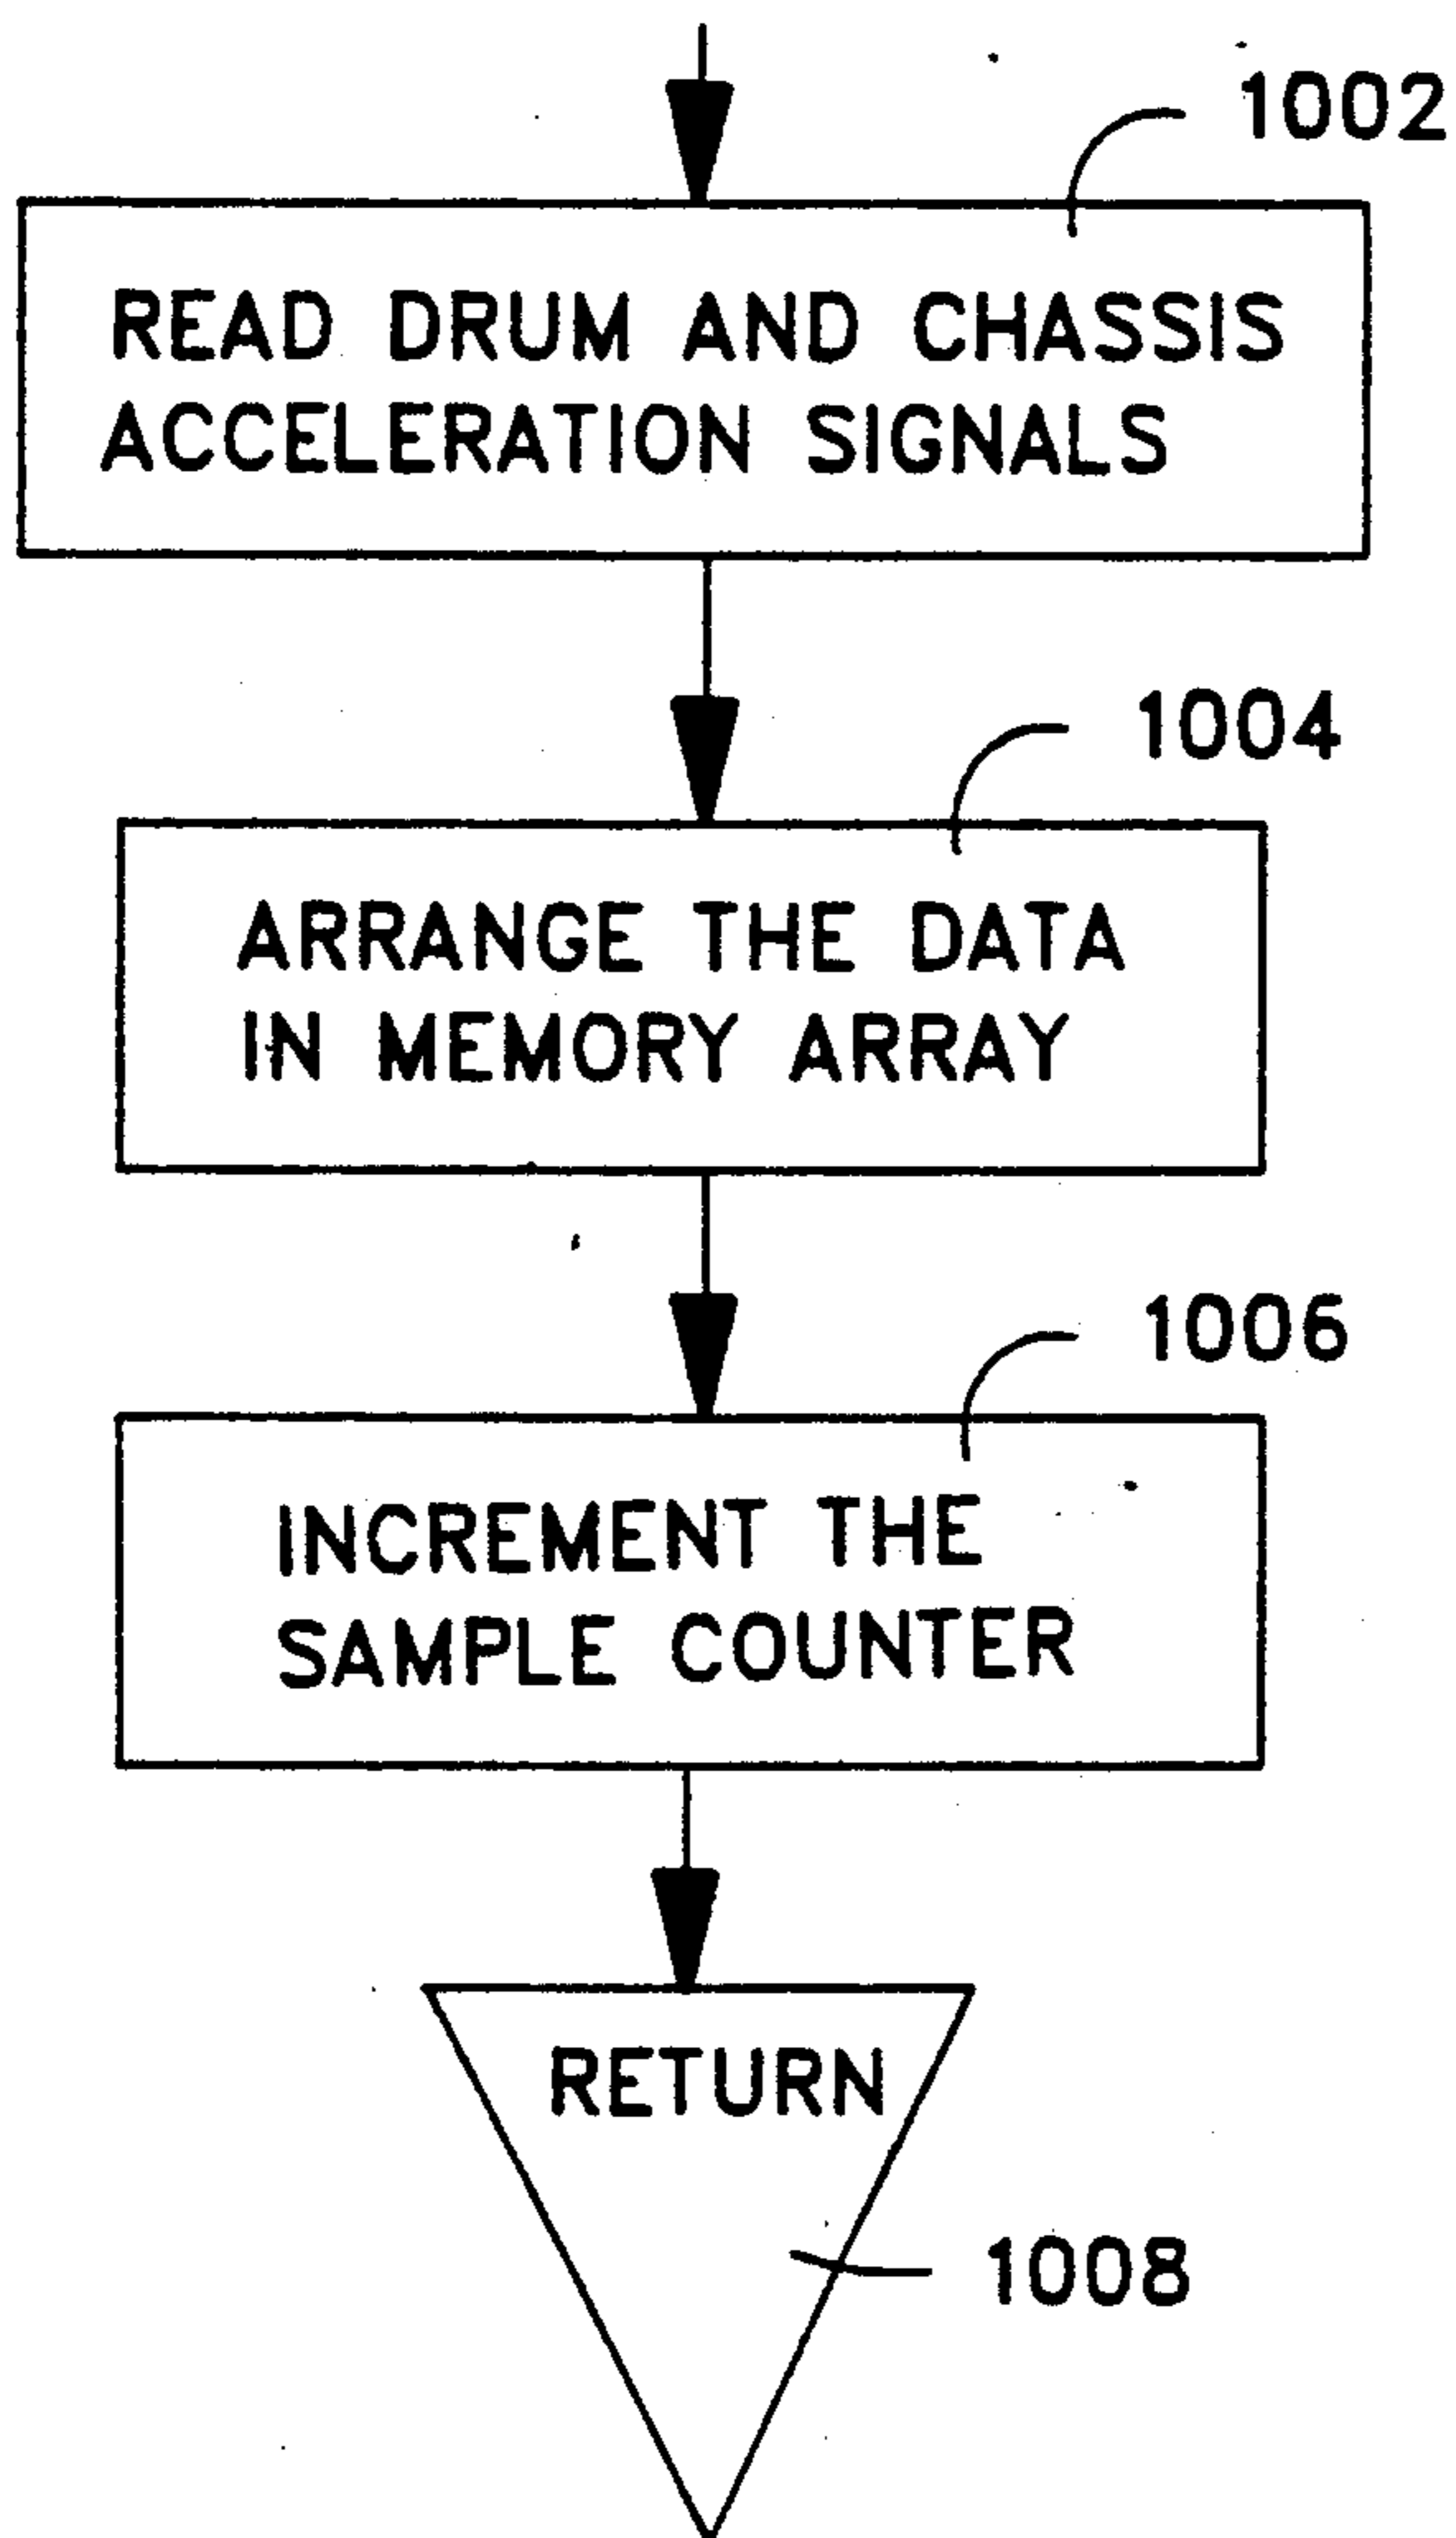 1002
READ DRUM AND CHASSIS
ACCELERATION SIGNALS
1004
ARRANGE THE DATA
IN MEMORY ARRAY
1006
INCREMENT THE
SAMPLE COUNTER
RETURN
1008